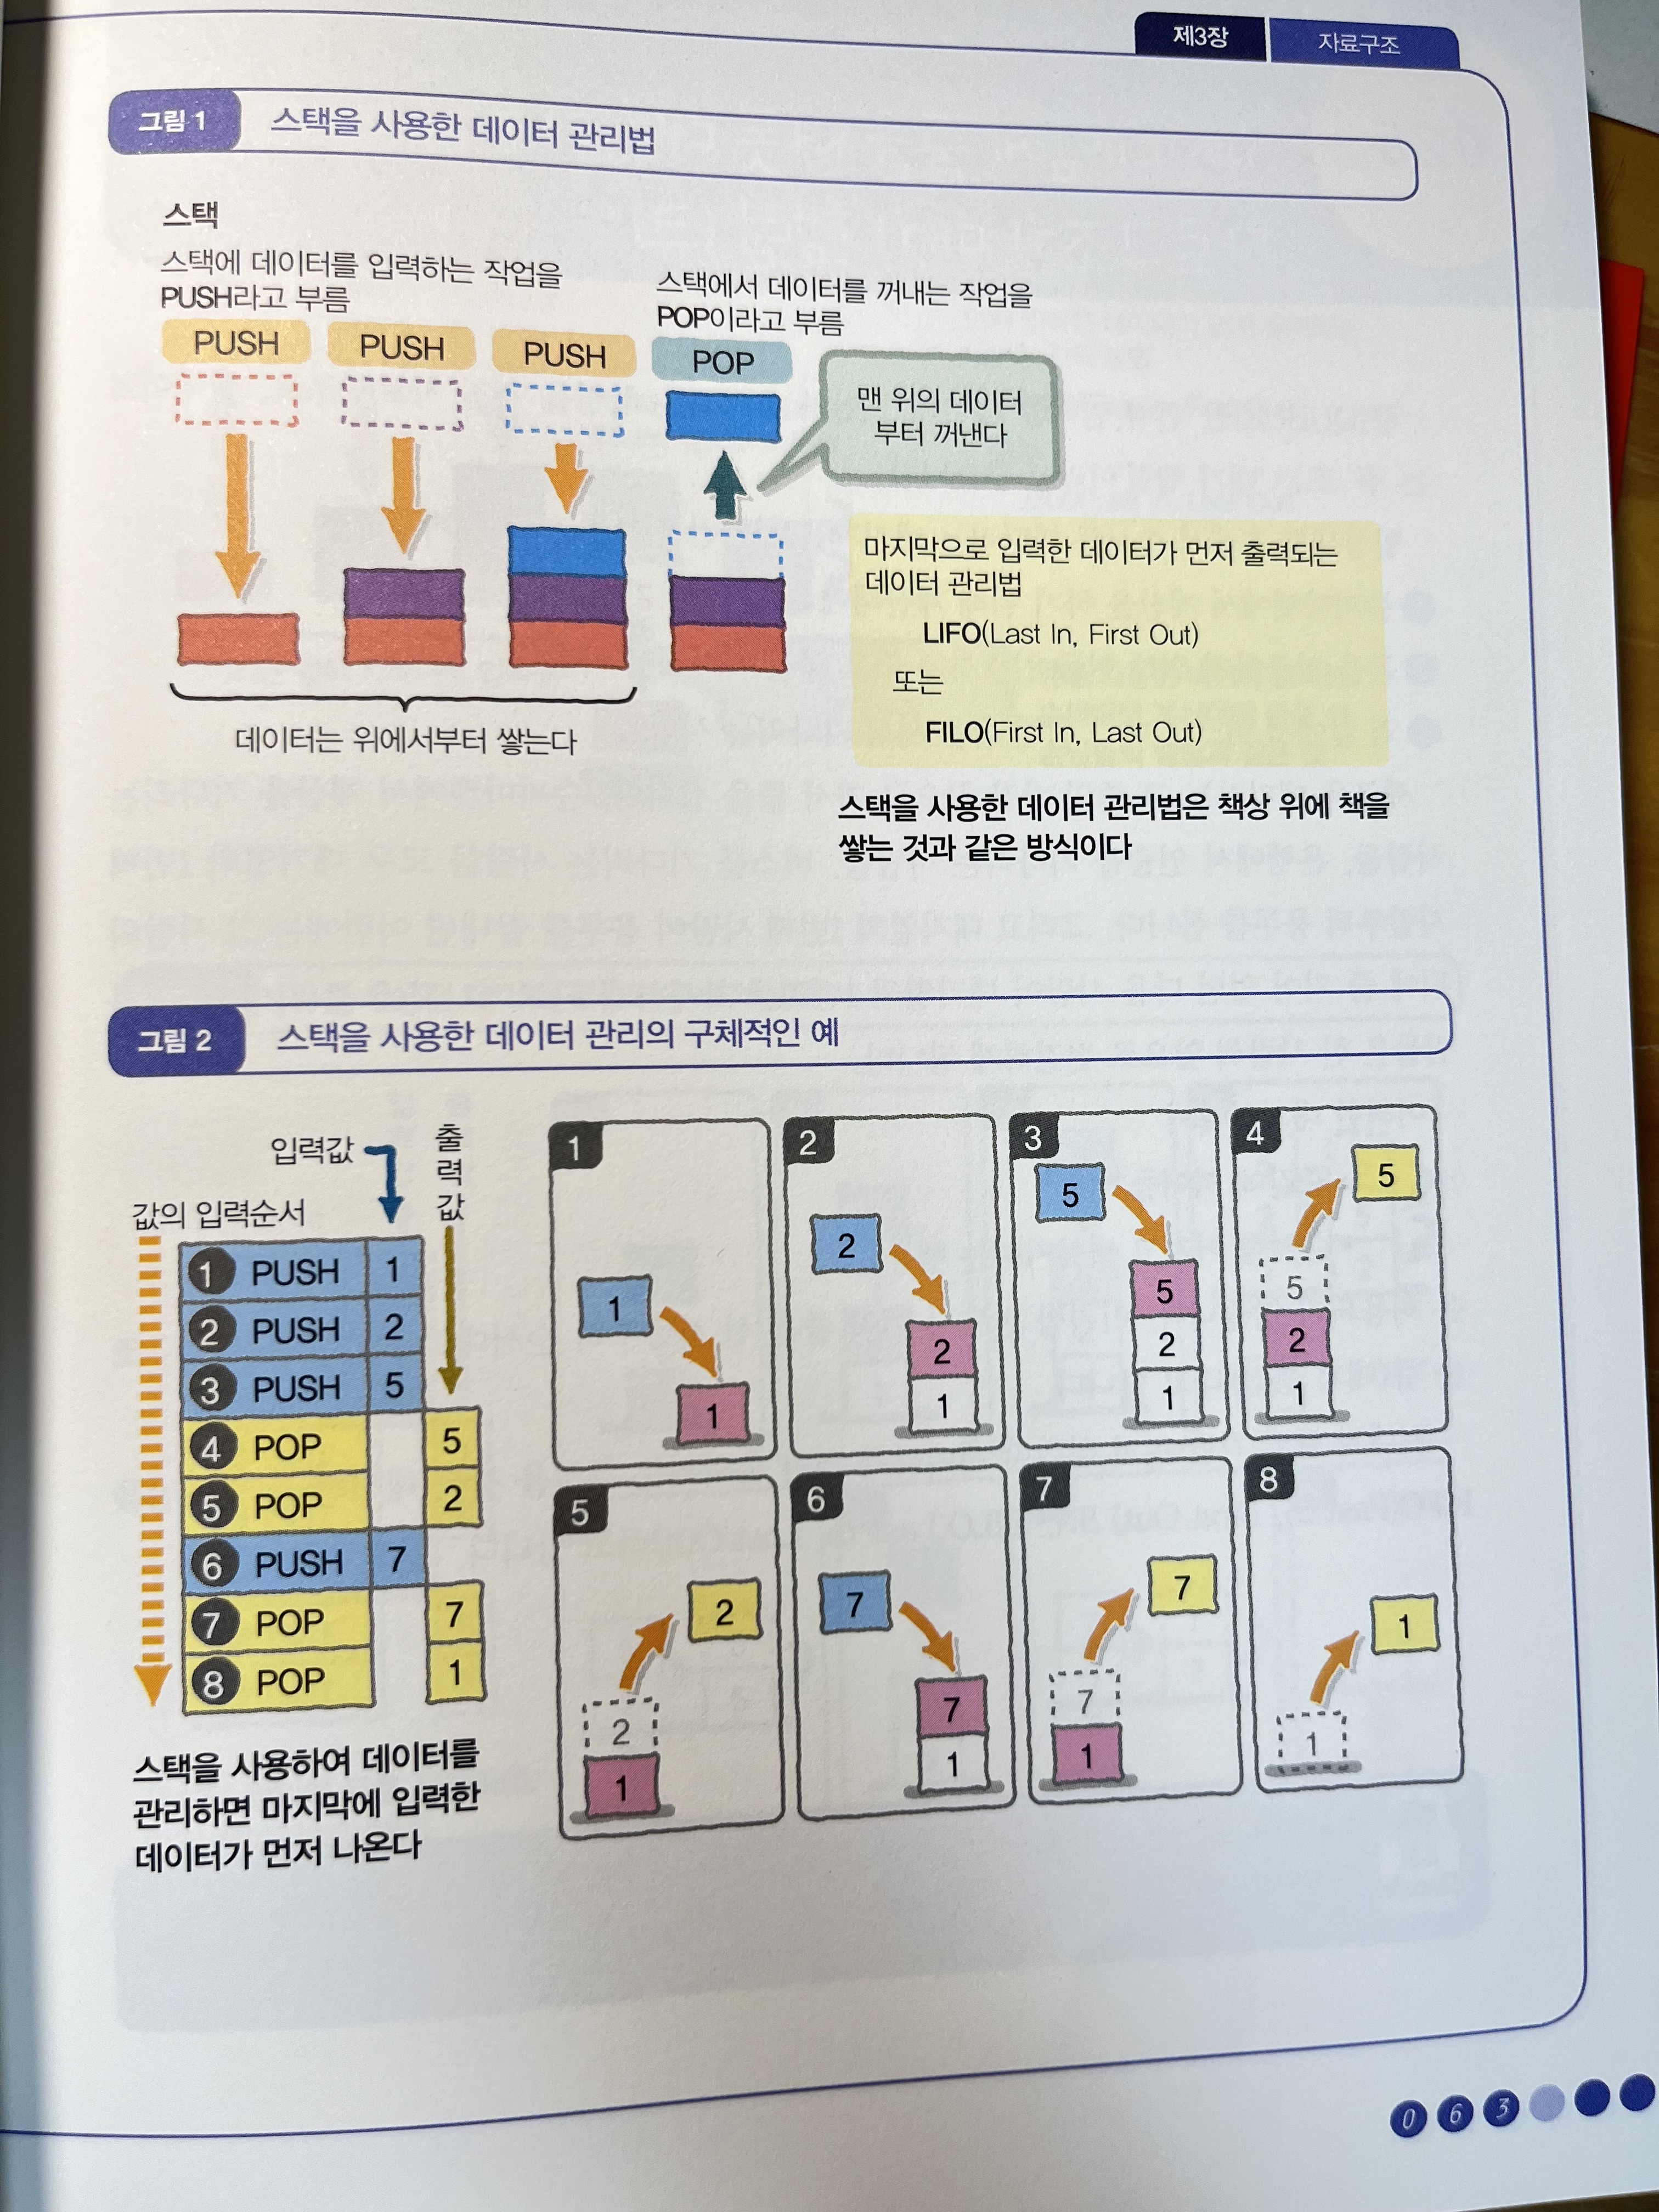 제3장 자료구조
그림 1 스택을 사용한 데이터 관리법
스택
스택에 데이터를 입력하는 작업을
PUSH라고 부름
스택에서 데이터를 꺼내는 작업을
POP이라고 부름
PUSH PUSH PUSH POP
맨 위의 데이터
부터 꺼낸다
데이터는 위에서부터 쌓는다
마지막으로 입력한 데이터가 먼저 출력되는
데이터 관리법
LIFO(Last In, First Out)
또는
FILO(First In, Last Out)
스택을 사용한 데이터 관리법은 책상 위에 책을
쌓는 것과 같은 방식이다
그림 2 스택을 사용한 데이터 관리의 구체적인 예
입력값
출력값
값의 입력순서
1 PUSH 1
2 PUSH 2
3 PUSH 5
4 POP 5
5 POP 2
6 PUSH 7
7 POP 7
8 POP 1
스택을 사용하여 데이터를
관리하면 마지막에 입력한
데이터가 먼저 나온다
1
1
1
2
2
2
1
3
5
5
2
1
4
5
5
2
1
5
2
2
1
6
7
7
1
7
7
7
1
8
1
1
063